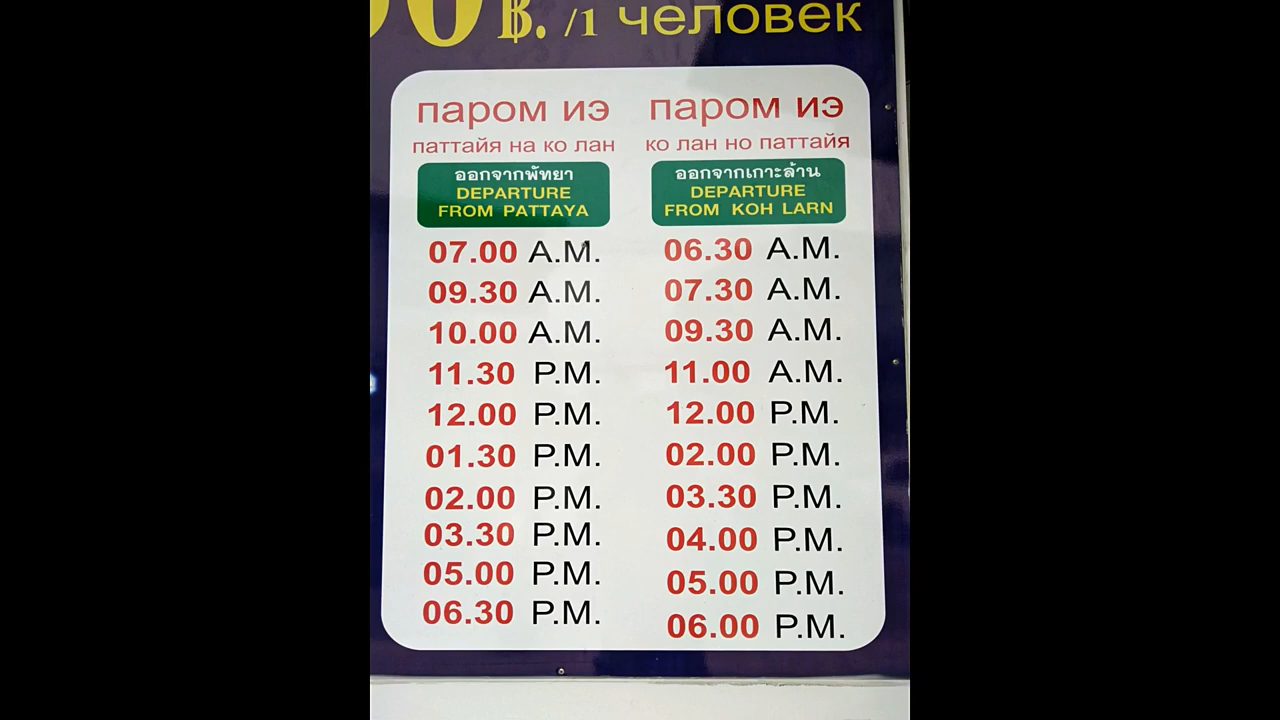 0฿. /1 человек
паром иэ
паттайя на ко лан
ออกจากพัทยา
DEPARTURE
FROM PATTAYA
07.00 A.M.
09.30 A.M.
10.00 A.M.
11.30 P.M.
12.00 P.M.
01.30 P.M.
02.00 P.M.
03.30 P.M.
05.00 P.M.
06.30 P.M.
паром иэ
ко лан но паттайя
ออกจากเกาะล้าน
DEPARTURE
FROM KOH LARN
06.30 A.M.
07.30 A.M.
09.30 A.M.
11.00 A.M.
12.00 P.M.
02.00 P.M.
03.30 P.M.
04.00 P.M.
05.00 P.M.
06.00 P.M.